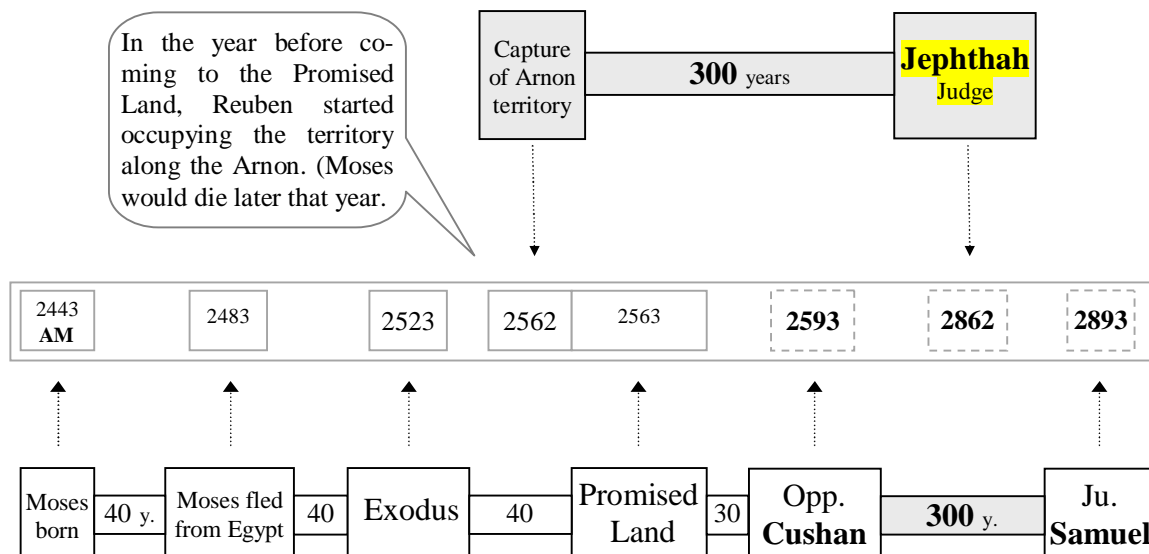 In the year before co-
ming to the Promised
Land, Reuben started
occupying the territory
along the Arnon. (Moses
would die later that year.
Capture
of Arnon
territory
300 years
Jephthah
Judge
2443
AM
2483
2523
2562
2563
2593
2862
2893
Moses
born
40 y.
Moses fled
from Egypt
40
Exodus
40
Promised
Land
30
Opp.
Cushan
300 y.
Ju.
Samuel